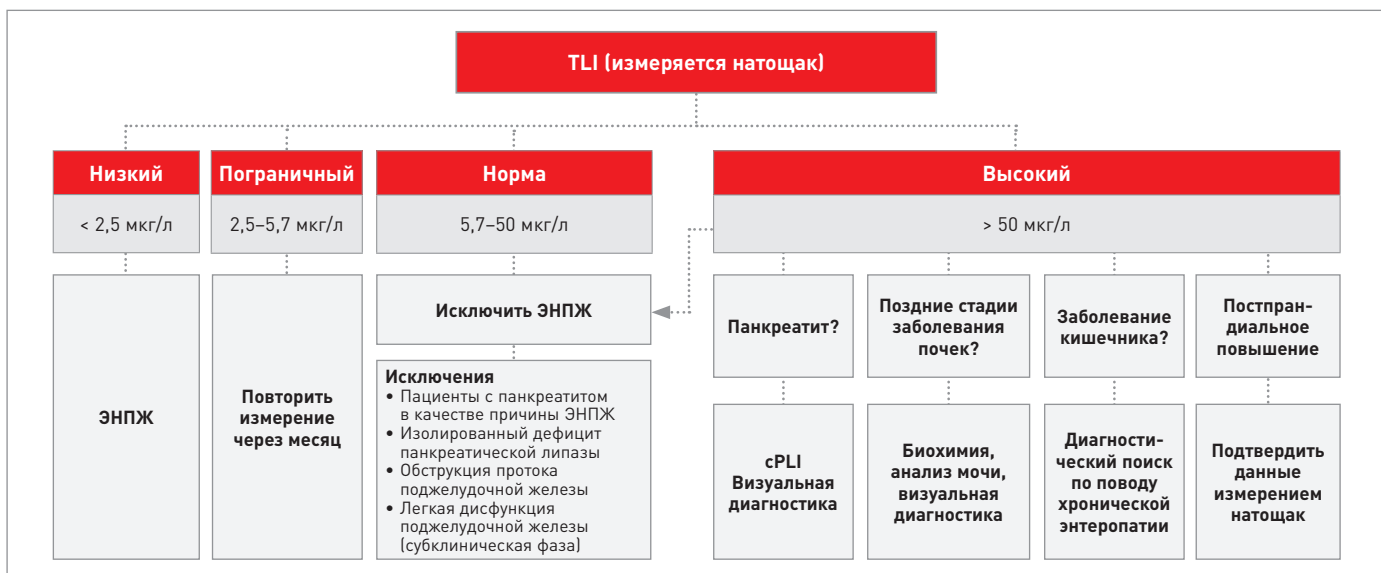 TLI (измеряется натощак)
Низкий
< 2,5 мкг/л
ЭНПЖ
Пограничный
2,5–5,7 мкг/л
Повторить
измерение
через месяц
Норма
5,7–50 мкг/л
Исключить ЭНПЖ
Исключения
• Пациенты с панкреатитом
в качестве причины ЭНПЖ
• Изолированный дефицит
панкреатической липазы
• Обструкция протока
поджелудочной железы
• Легкая дисфункция
поджелудочной железы
(субклиническая фаза)
Высокий
> 50 мкг/л
Панкреатит?
cPLI
Визуальная
диагностика
Поздние стадии
заболевания
почек?
Биохимия,
анализ мочи,
визуальная
диагностика
Заболевание
кишечника?
Диагности-
ческий поиск
по поводу
хронической
энтеропатии
Постпран-
диальное
повышение
Подтвердить
данные
измерением
натощак